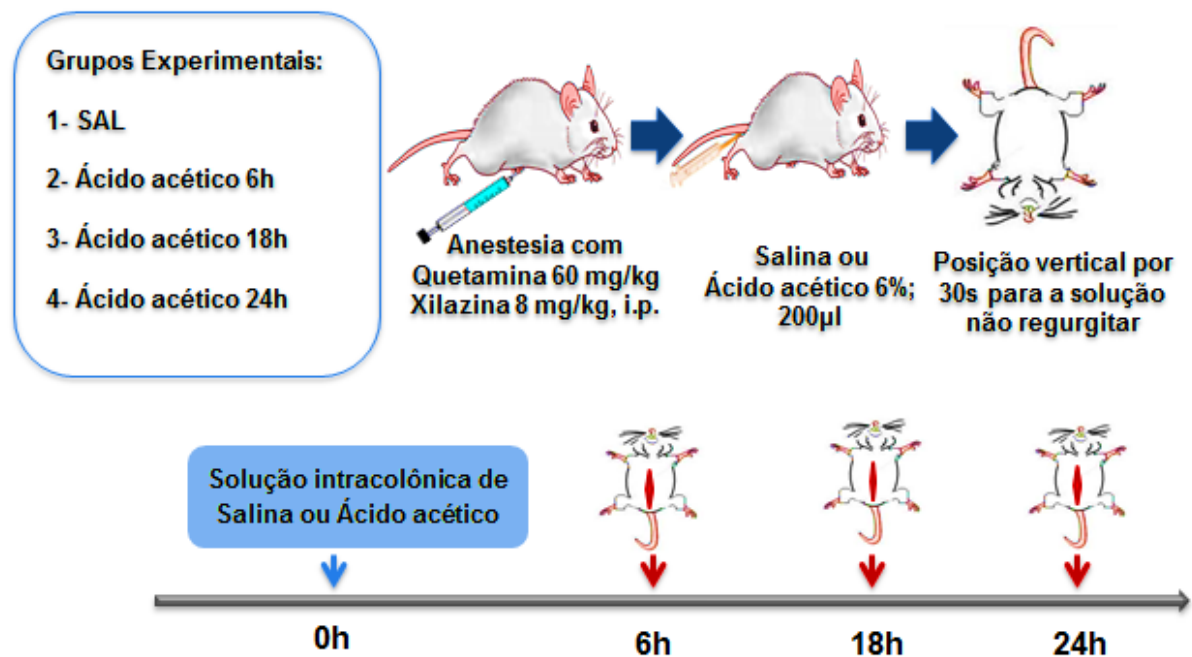 Grupos Experimentais:
1- SAL
2- Ácido acético 6h
3- Ácido acético 18h
4- Ácido acético 24h
Anestesia com
Quetamina 60 mg/kg
Xilazina 8 mg/kg, i.p.
Salina ou
Ácido acético 6%;
200µl
Posição vertical por
30s para a solução
não regurgitar
Solução intracolônica de
Salina ou Ácido acético
0h
6h
18h
24h